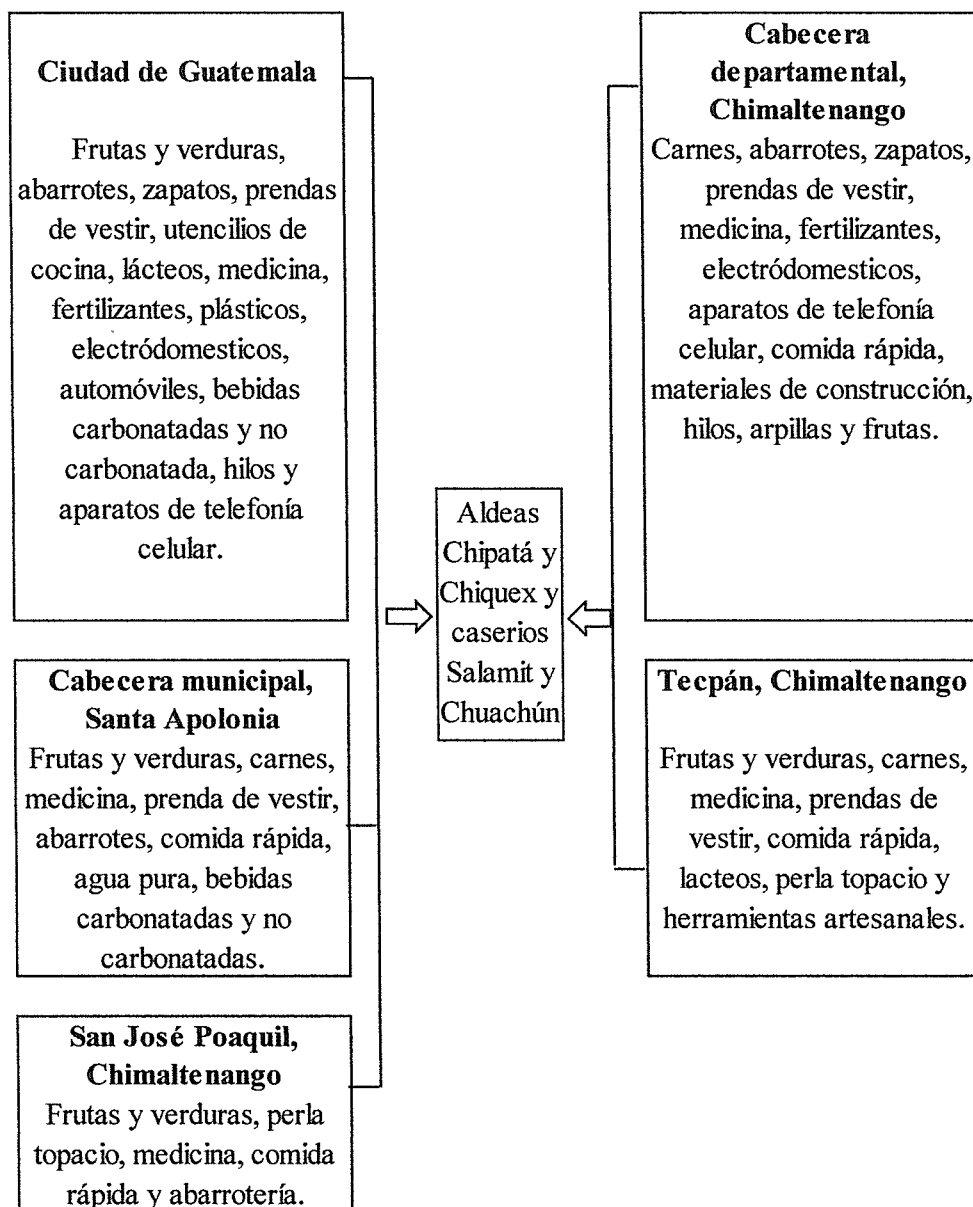 Ciudad de Guatemala
Frutas y verduras,
abarrotes, zapatos, prendas
de vestir, utencilios de
cocina, lácteos, medicina,
fertilizantes, plásticos,
electródomesticos,
automóviles, bebidas
carbonatadas y no
carbonatada, hilos y
aparatos de telefonía
celular.
Cabecera municipal,
Santa Apolonia
Frutas y verduras, carnes,
medicina, prenda de vestir,
abarrotes, comida rápida,
agua pura, bebidas
carbonatadas y no
carbonatadas.
San José Poaquil,
Chimaltenango
Frutas y verduras, perla
topacio, medicina, comida
rápida y abarrotería.
Aldeas
Chipatá y
Chiquex y
caserios
Salamit y
Chuachún
Cabecera
departamental,
Chimaltenango
Carnes, abarrotes, zapatos,
prendas de vestir,
medicina, fertilizantes,
electródomesticos,
aparatos de telefonía
celular, comida rápida,
materiales de construcción,
hilos, arpillas y frutas.
Tecpán, Chimaltenango
Frutas y verduras, carnes,
medicina, prendas de
vestir, comida rápida,
lacteos, perla topacio y
herramientas artesanales.